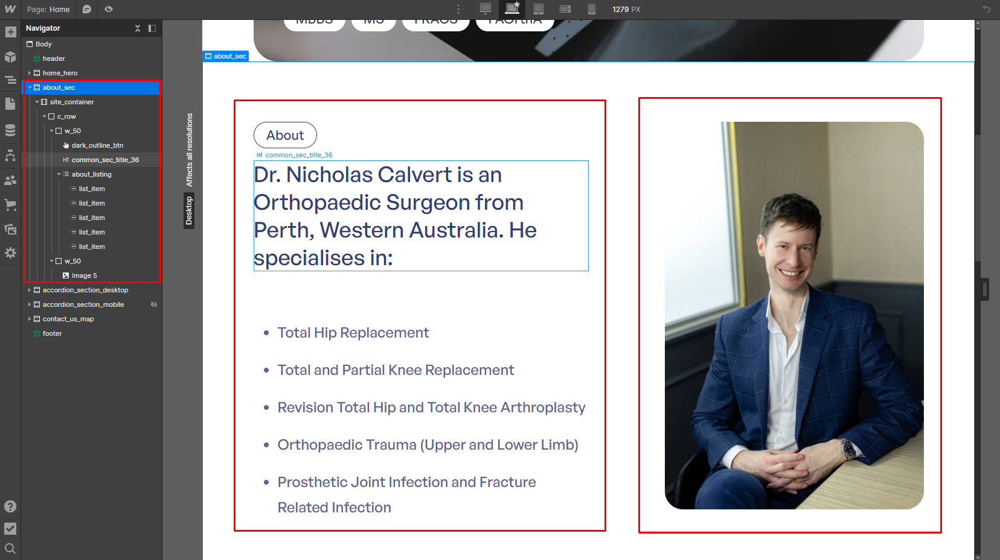 Page: Home
1279 PX
Navigator
Body
header
home_hero
about_sec
site_container
c_row
w_50
dark_outline_btn
H1 common_sec_title_36
about_listing
list_item
list_item
list_item
list_item
list_item
w_50
Image 5
accordion_section_desktop
accordion_section_mobile
contact_us_map
footer
Affects all resolutions
Desktop
MBBS
MS
FRACS
FAOrthA
about_sec
About
H1 common_sec_title_36
Dr. Nicholas Calvert is an
Orthopaedic Surgeon from
Perth, Western Australia. He
specialises in:
• Total Hip Replacement
• Total and Partial Knee Replacement
• Revision Total Hip and Total Knee Arthroplasty
• Orthopaedic Trauma (Upper and Lower Limb)
• Prosthetic Joint Infection and Fracture
Related Infection